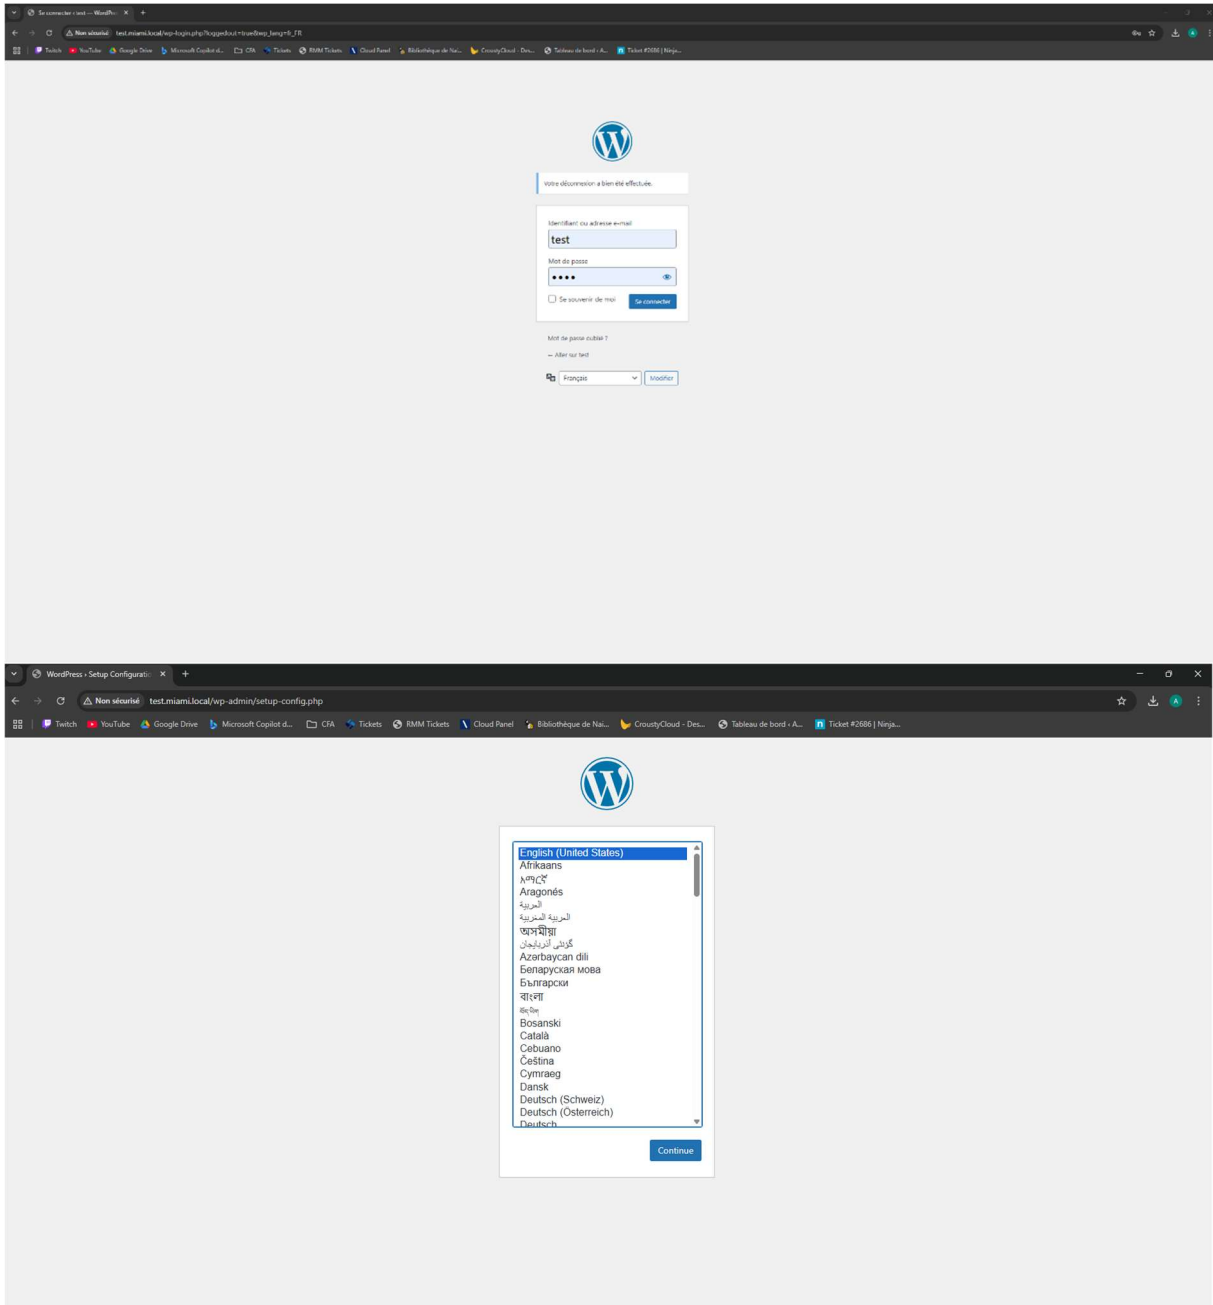 Se connecter ‹ test — WordPr
Non sécurisé test.miami.local/wp-login.php?loggedout=true&wp_lang=fr_FR
Twitch YouTube Google Drive Microsoft Copilot d... CFA Tickets RMM Tickets Cloud Panel Bibliothèque de Nai... CroustyCloud - Des... Tableau de bord ‹ A... Ticket #2686 | Ninja...
Votre déconnexion a bien été effectuée.
Identifiant ou adresse e-mail
test
Mot de passe
Se souvenir de moi Se connecter
Mot de passe oublié ?
← Aller sur test
Français Modifier
WordPress › Setup Configuratio
Non sécurisé test.miami.local/wp-admin/setup-config.php
Twitch YouTube Google Drive Microsoft Copilot d... CFA Tickets RMM Tickets Cloud Panel Bibliothèque de Nai... CroustyCloud - Des... Tableau de bord ‹ A... Ticket #2686 | Ninja...
English (United States)
Afrikaans
አማርኛ
Aragonés
العربية
العربية المغربية
অসমীয়া
گؤنئی آذربایجان
Azərbaycan dili
Беларуская мова
Български
বাংলা
བོད་ཡིག
Bosanski
Català
Cebuano
Čeština
Cymraeg
Dansk
Deutsch (Schweiz)
Deutsch (Österreich)
Deutsch
Continue